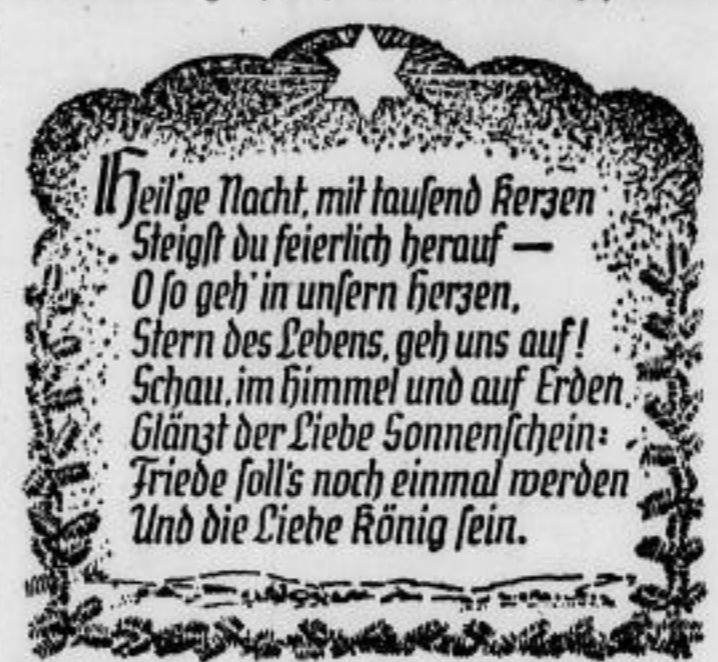 Heil'ge Nacht, mit tausend Kerzen
Steigst du feierlich herauf —
O so geh' in unsern Herzen,
Stern des Lebens, geh uns auf!
Schau, im Himmel und auf Erden
Glänzt der Liebe Sonnenschein:
Friede soll's noch einmal werden
Und die Liebe König sein.